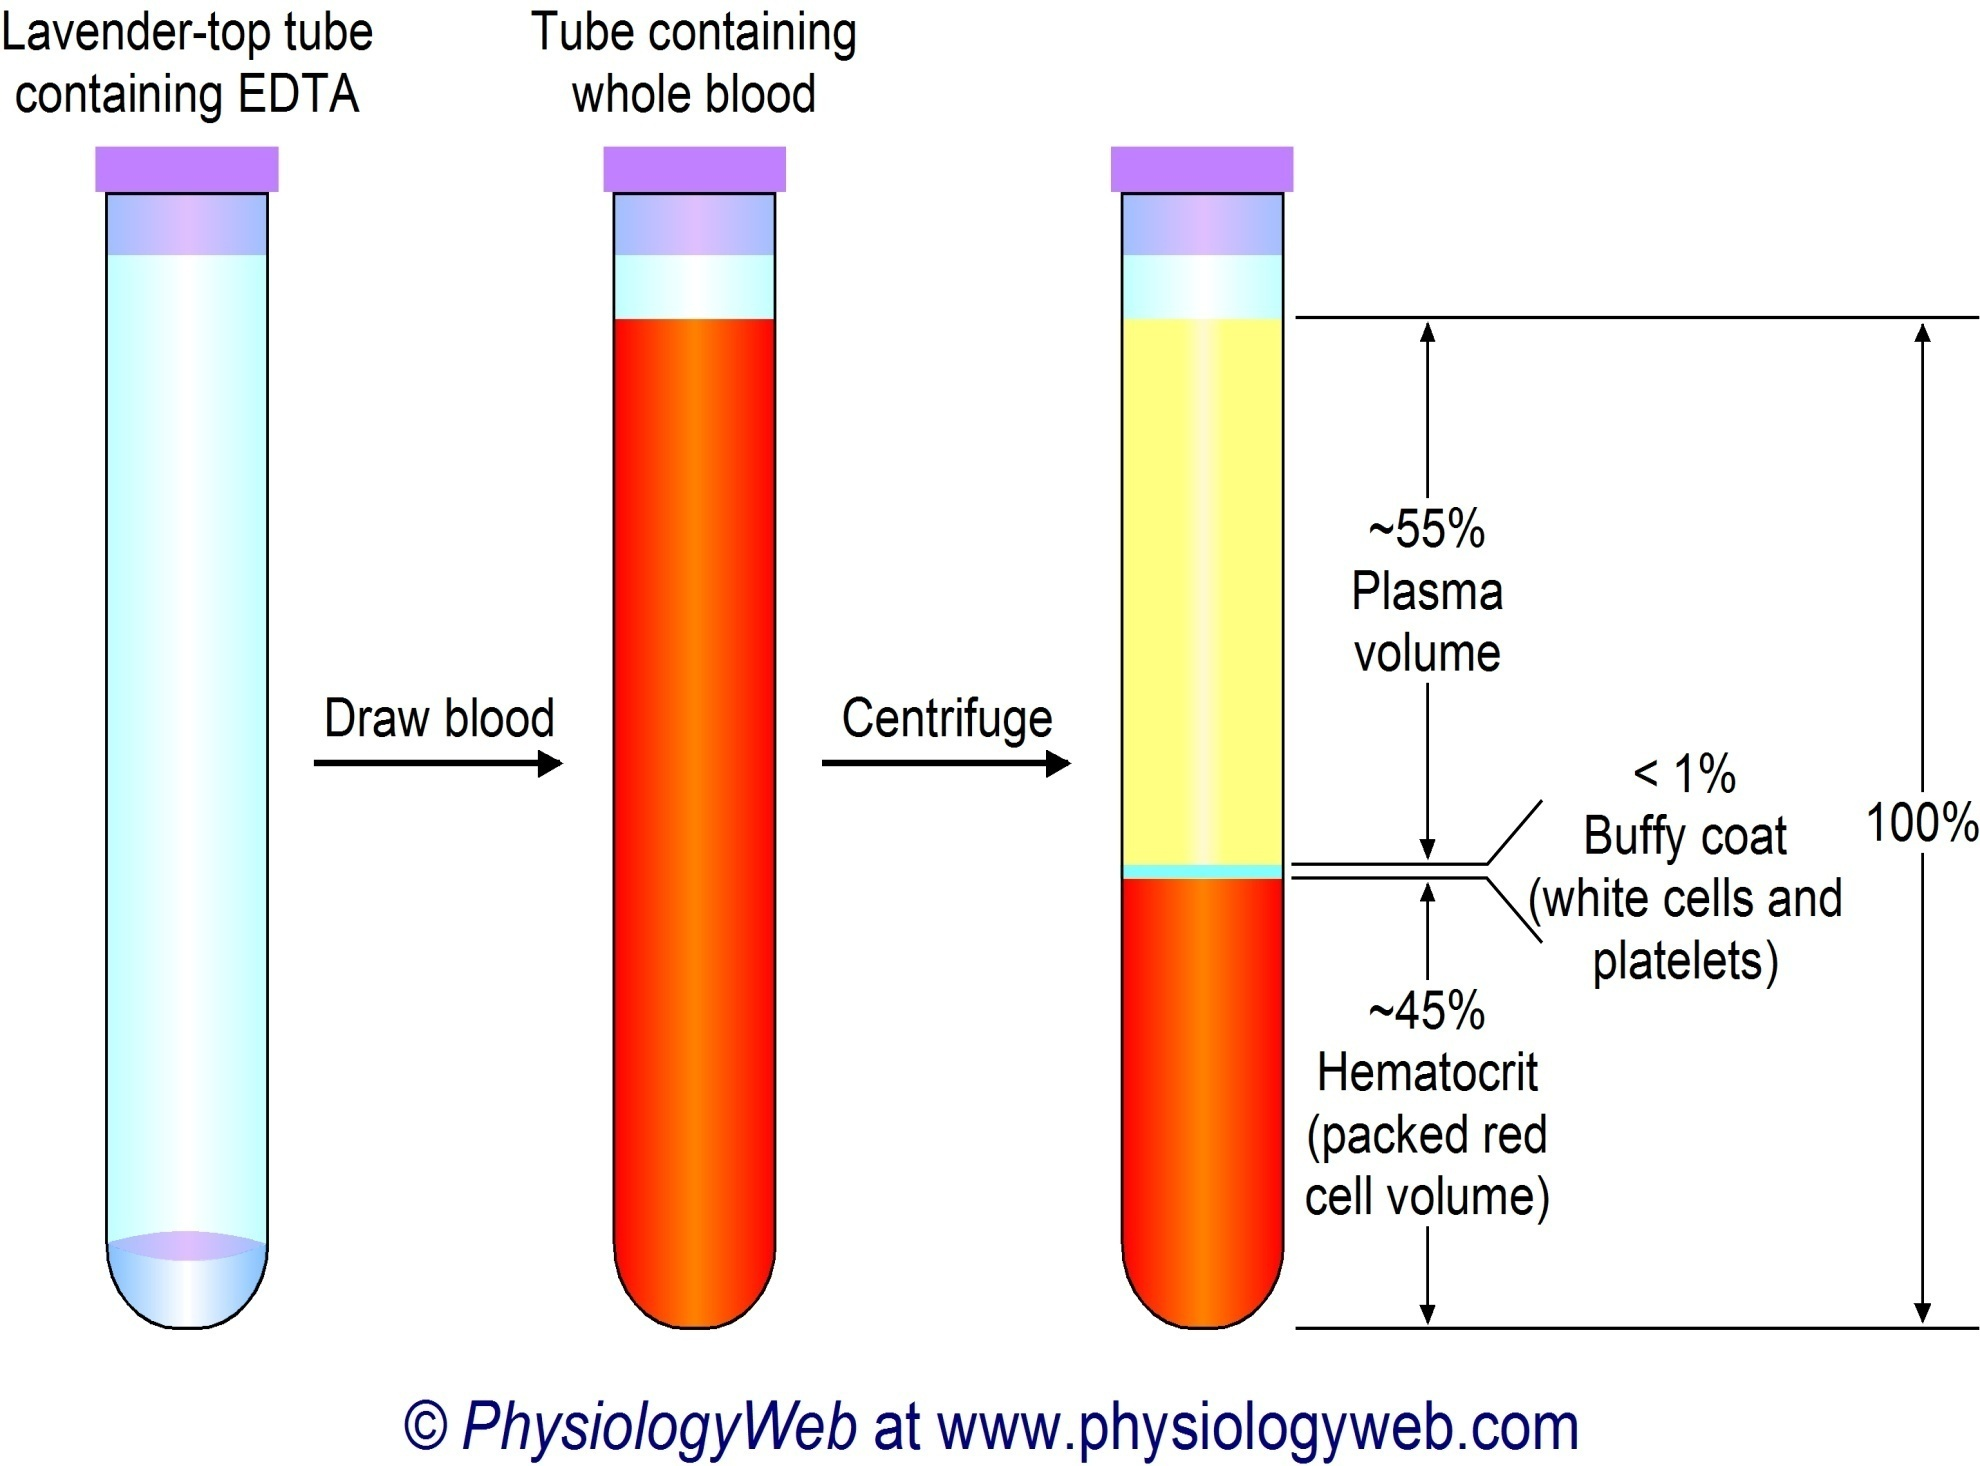 Lavender-top tube
containing EDTA
Tube containing
whole blood
Draw blood
Centrifuge
~55%
Plasma
volume
< 1%
Buffy coat
(white cells and
platelets)
100%
~45%
Hematocrit
(packed red
cell volume)
© PhysiologyWeb at www.physiologyweb.com